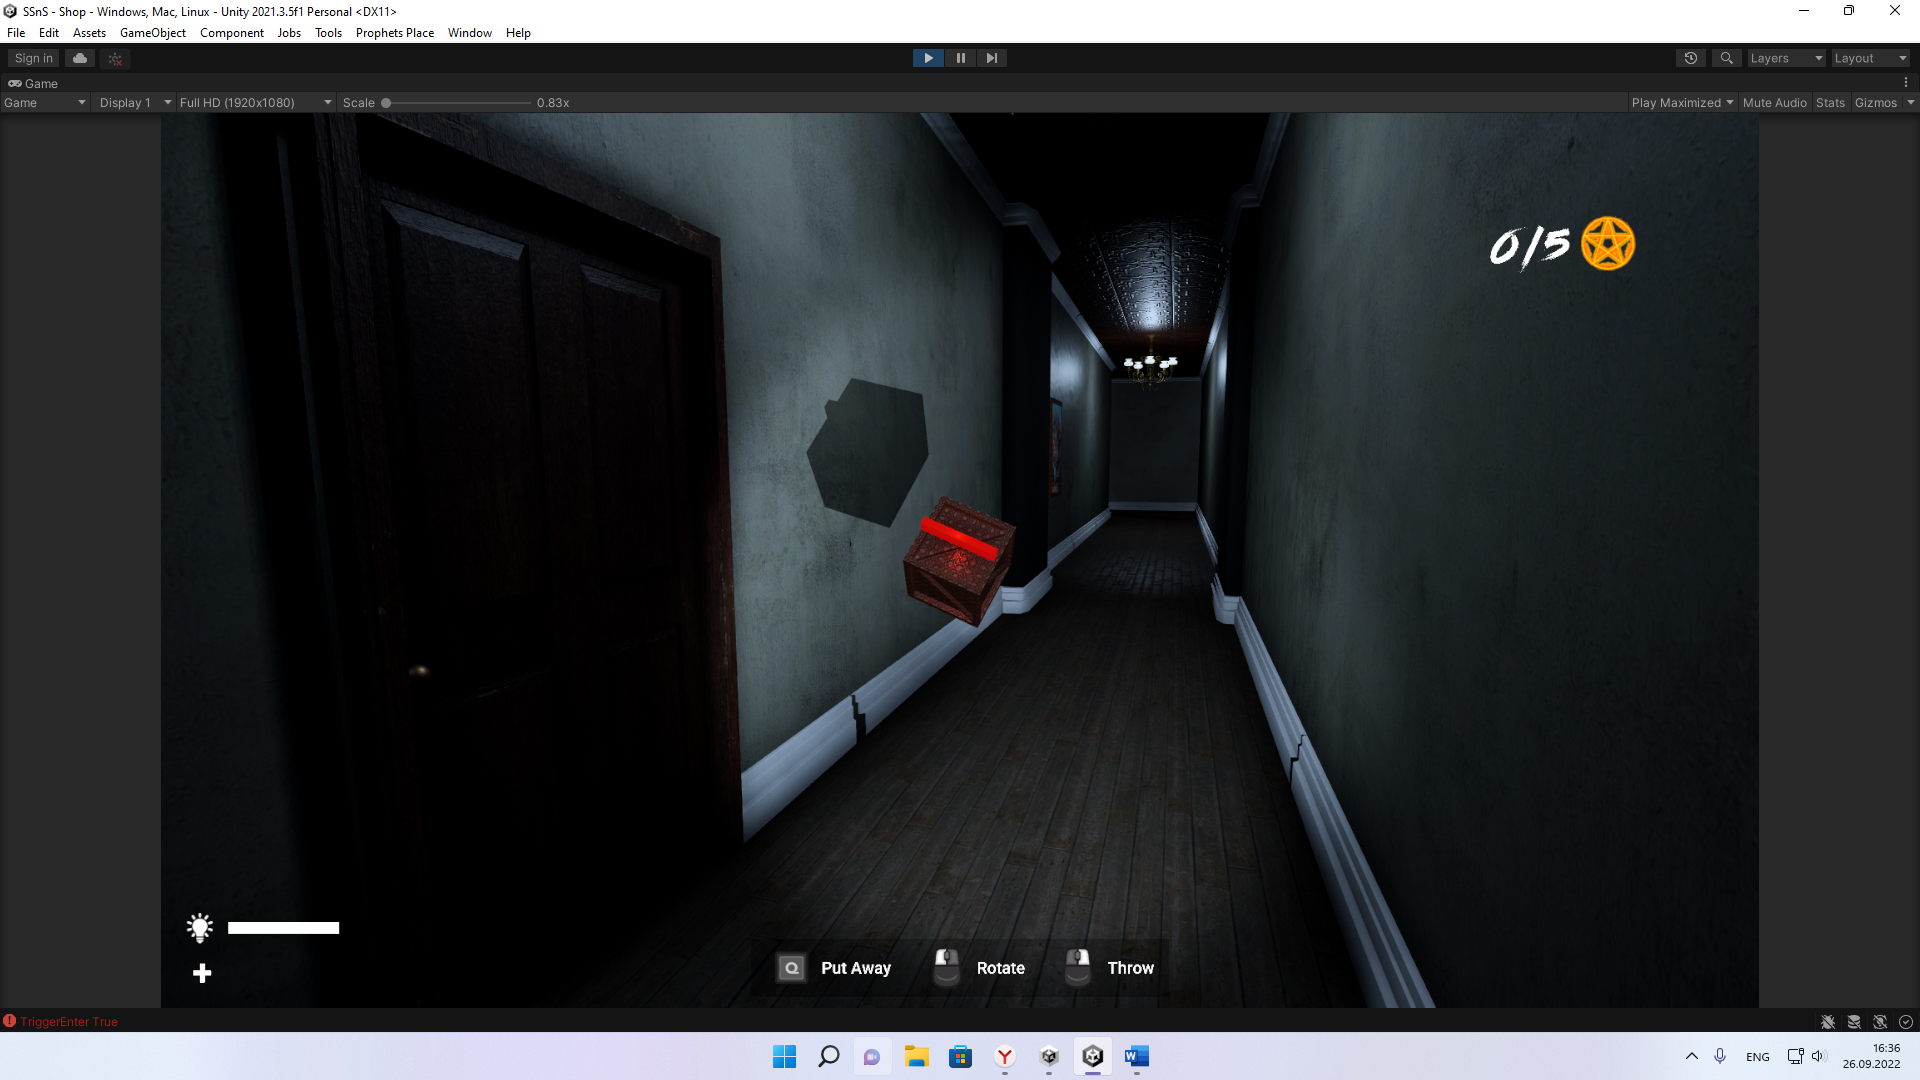 SSnS - Shop - Windows, Mac, Linux - Unity 2021.3.5f1 Personal <DX11>
File Edit Assets GameObject Component Jobs Tools Prophets Place Window Help
Sign in
Layers Layout
Game
Game Display 1 Full HD (1920x1080) Scale 0.83x Play Maximized Mute Audio Stats Gizmos
0/5
Q Put Away Rotate Throw
TriggerEnter True
Y W ENG 16:36
26.09.2022